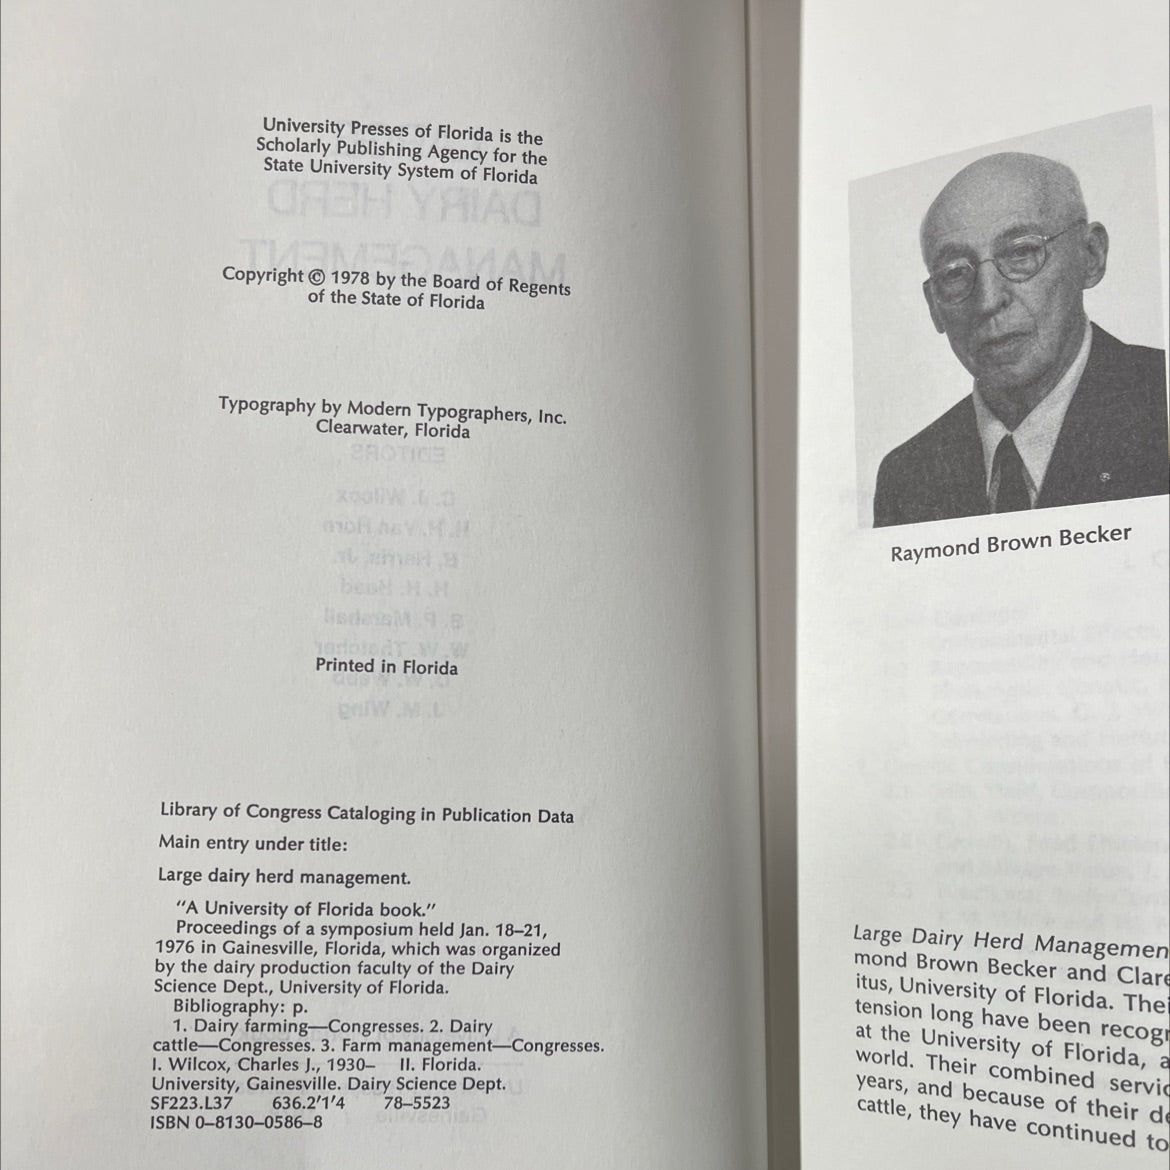 University Presses of Florida is the
Scholarly Publishing Agency for the
State University System of Florida
Copyright © 1978 by the Board of Regents
of the State of Florida
Typography by Modern Typographers, Inc.
Clearwater, Florida
Printed in Florida
Library of Congress Cataloging in Publication Data
Main entry under title:
Large dairy herd management.
"A University of Florida book."
Proceedings of a symposium held Jan. 18–21,
1976 in Gainesville, Florida, which was organized
by the dairy production faculty of the Dairy
Science Dept., University of Florida.
Bibliography: p.
1. Dairy farming—Congresses. 2. Dairy
cattle—Congresses. 3. Farm management—Congresses.
I. Wilcox, Charles J., 1930– II. Florida.
University, Gainesville. Dairy Science Dept.
SF223.L37 636.2'1'4 78–5523
ISBN 0–8130–0586–8
Raymond Brown Becker
Large Dairy Herd Managemen
mond Brown Becker and Clare
itus, University of Florida. Thei
tension long have been recogn
at the University of Florida, a
world. Their combined servic
years, and because of their de
cattle, they have continued to